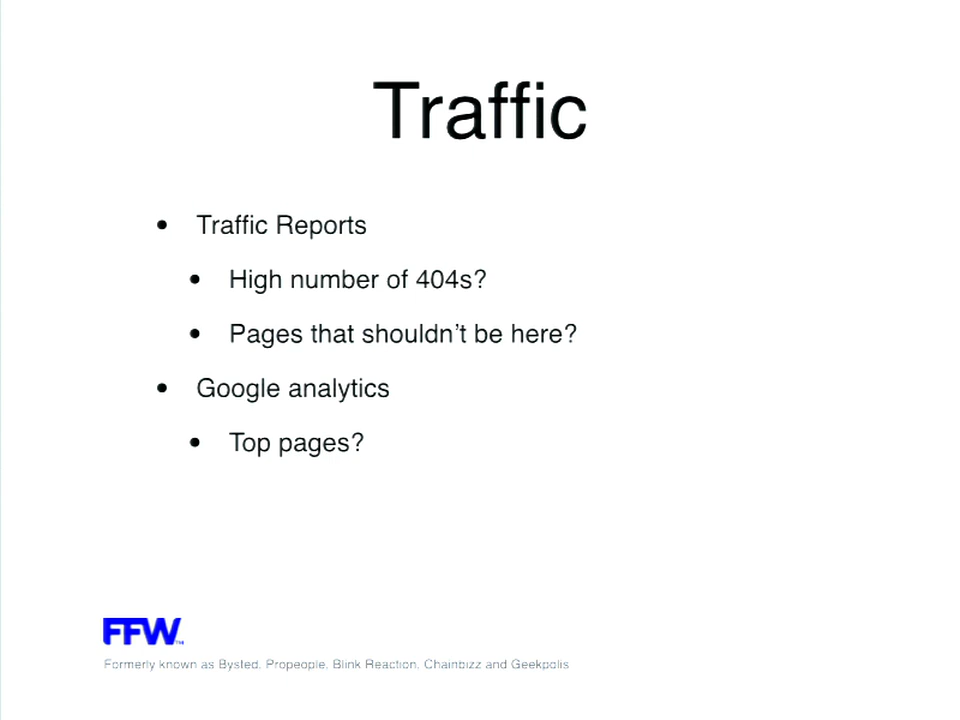 Traffic
• Traffic Reports
• High number of 404s?
• Pages that shouldn’t be here?
• Google analytics
• Top pages?
FFW™
Formerly known as Bysted, Propeople, Blink Reaction, Chainbizz and Geekpolis